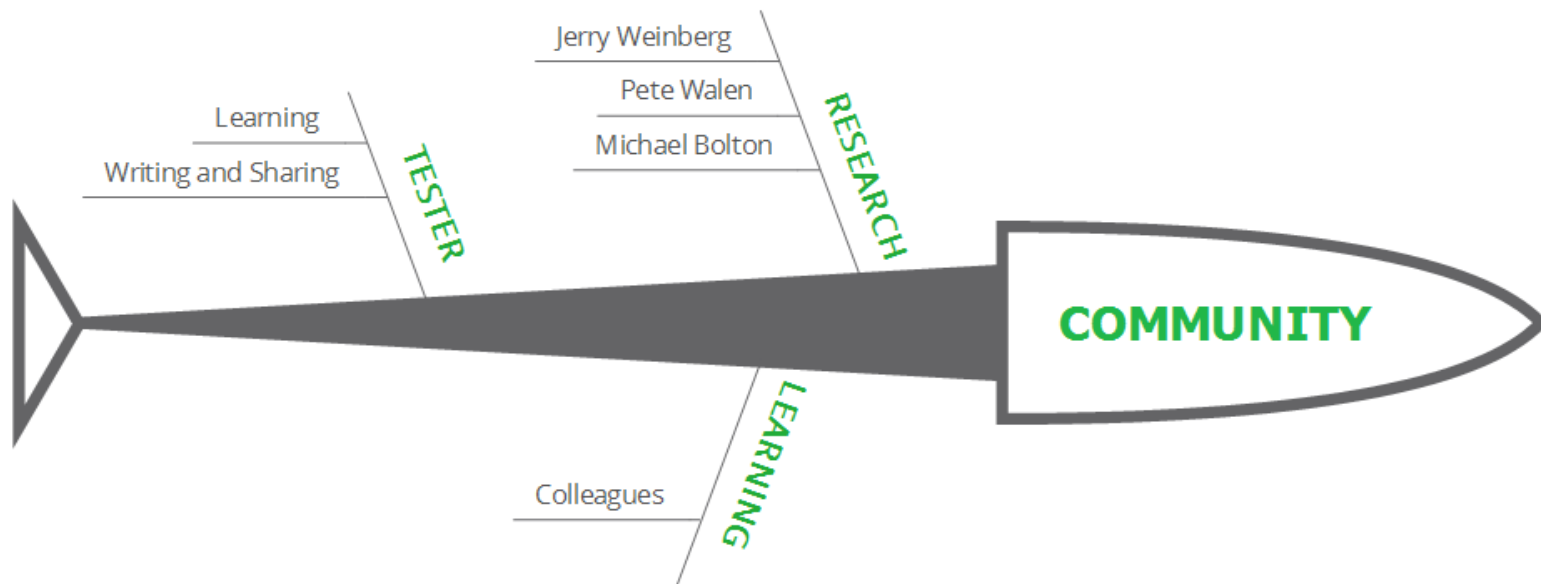 Jerry Weinberg
Pete Walen
Michael Bolton
RESEARCH
Learning
Writing and Sharing
TESTER
COMMUNITY
LEARNING
Colleagues